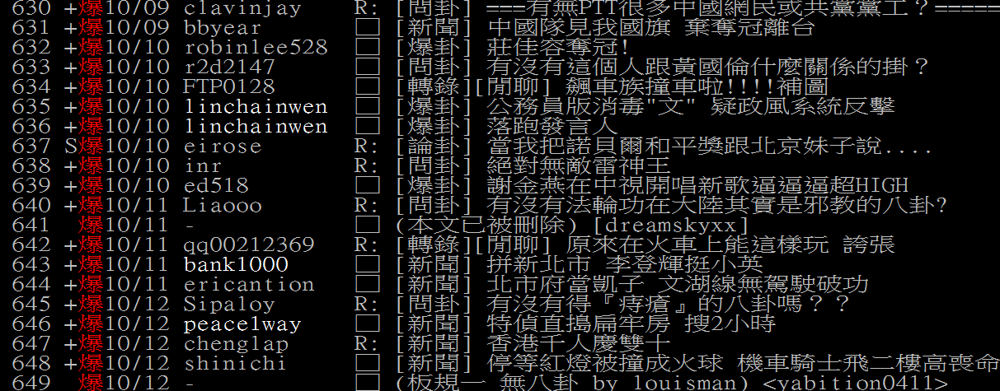 630 +爆10/09 clavinjay R: [問卦] ===有無PTT很多中國網民或共黨黨工？=====
631 +爆10/09 bbyear □ [新聞] 中國隊見我國旗 棄奪冠離台
632 +爆10/10 robinlee528 □ [爆卦] 莊佳容奪冠!
633 +爆10/10 r2d2147 □ [問卦] 有沒有這個人跟黃國倫什麼關係的掛？
634 +爆10/10 FTP0128 □ [轉錄][閒聊] 飆車族撞車啦!!!!補圖
635 +爆10/10 linchainwen □ [爆卦] 公務員版消毒"文" 疑政風系統反擊
636 +爆10/10 linchainwen □ [爆卦] 落跑發言人
637 S爆10/10 eirose R: [論卦] 當我把諾貝爾和平獎跟北京妹子說....
638 +爆10/10 inr R: [問卦] 絕對無敵雷神王
639 +爆10/10 ed518 □ [爆卦] 謝金燕在中視開唱新歌逼逼逼超HIGH
640 +爆10/11 Liaooo R: [問卦] 有沒有法輪功在大陸其實是邪教的八卦?
641 爆10/11 - □ (本文已被刪除) [dreamskyxx]
642 +爆10/11 qq00212369 R: [轉錄][閒聊] 原來在火車上能這樣玩 誇張
643 +爆10/11 bank1000 □ [新聞] 拼新北市 李登輝挺小英
644 +爆10/11 ericantion □ [新聞] 北市府當凱子 文湖線無駕駛破功
645 +爆10/12 Sipaloy R: [問卦] 有沒有得『痔瘡』的八卦嗎？？
646 +爆10/12 peace1way □ [新聞] 特偵直搗扁牢房 搜2小時
647 +爆10/12 chenglap R: [新聞] 香港千人慶雙十
648 +爆10/12 shinichi □ [新聞] 停等紅燈被撞成火球 機車騎士飛二樓高喪命
649 爆10/12 - □ (板規一 無八卦 by louisman) <yabition0411>